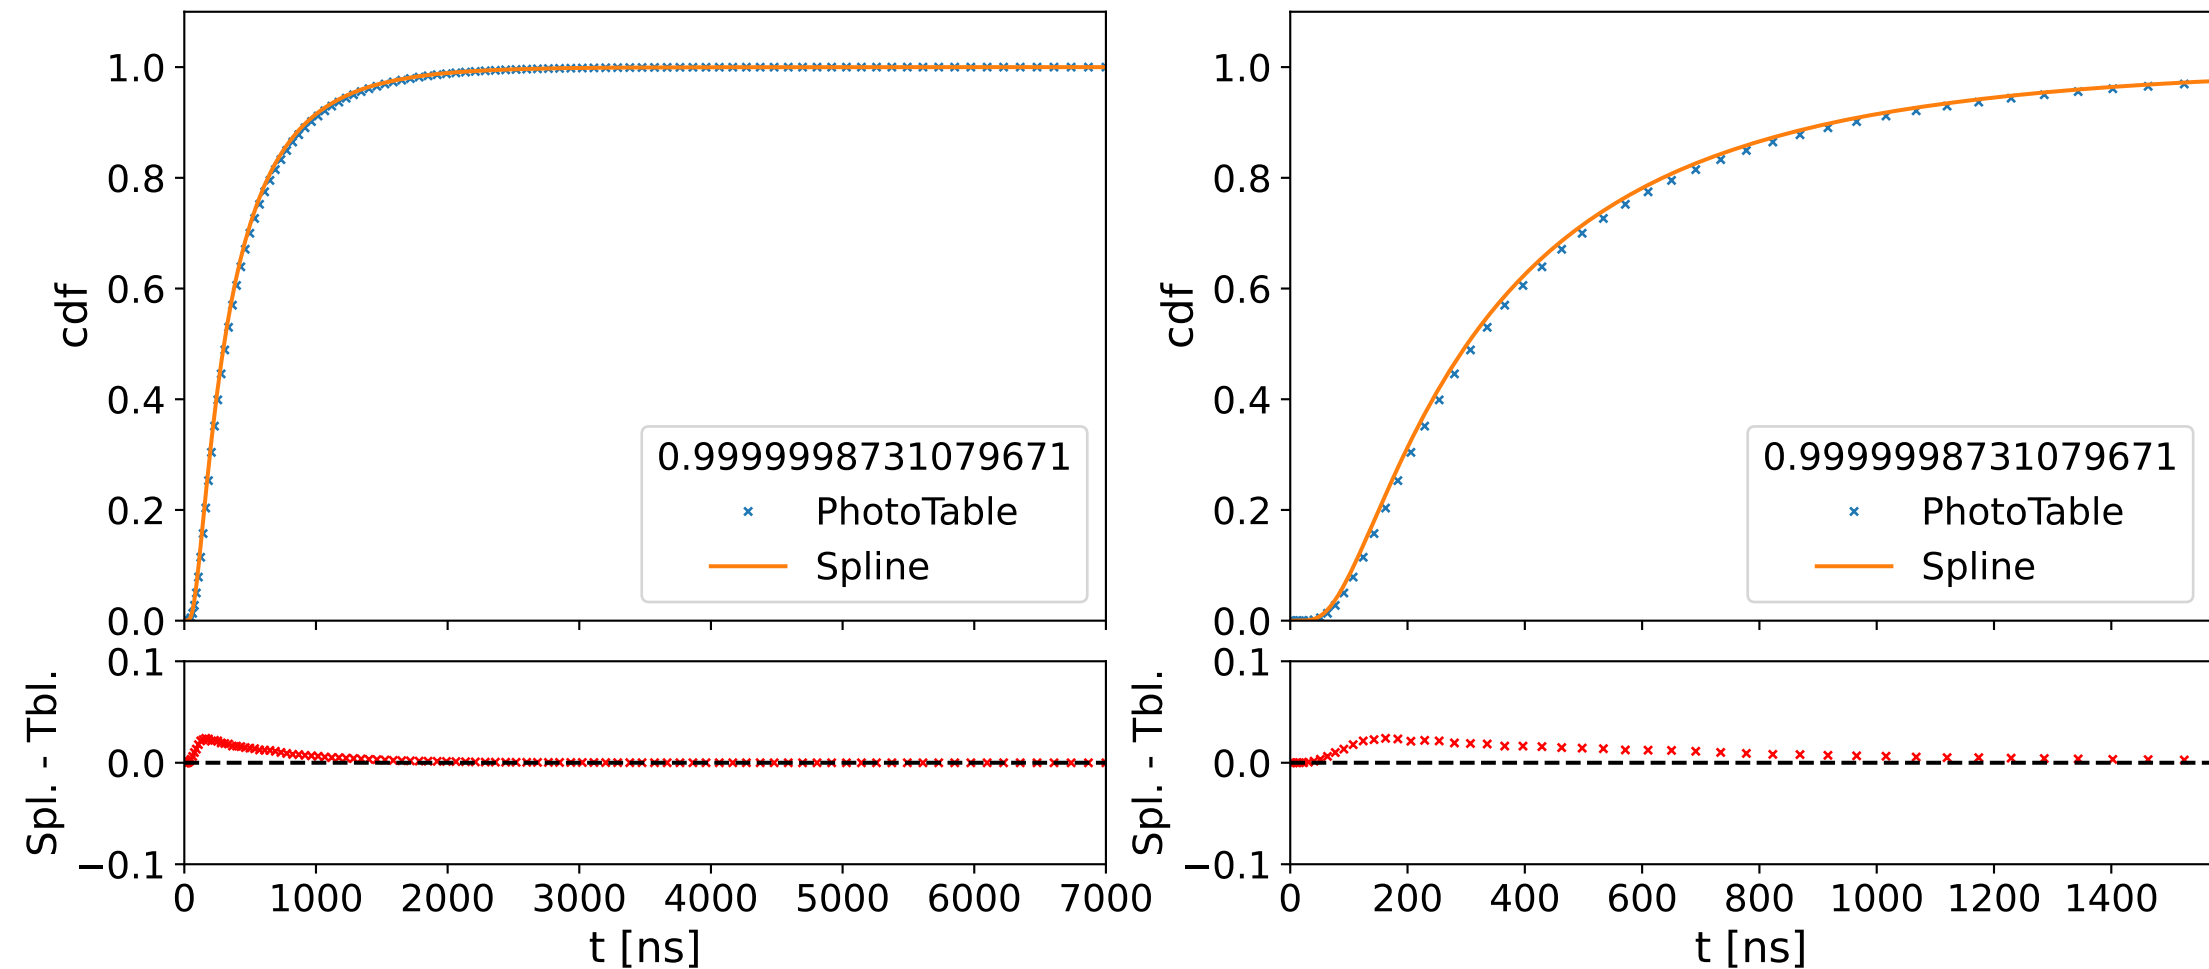 cdf
1.0
0.8
0.6
0.4
0.2
0.0
0.9999998731079671
PhotoTable
Spline
Spl. - Tbl.
0.1
0.0
−0.1
0 1000 2000 3000 4000 5000 6000 7000
t [ns]
cdf
1.0
0.8
0.6
0.4
0.2
0.0
0.9999998731079671
PhotoTable
Spline
Spl. - Tbl.
0.1
0.0
−0.1
0 200 400 600 800 1000 1200 1400
t [ns]